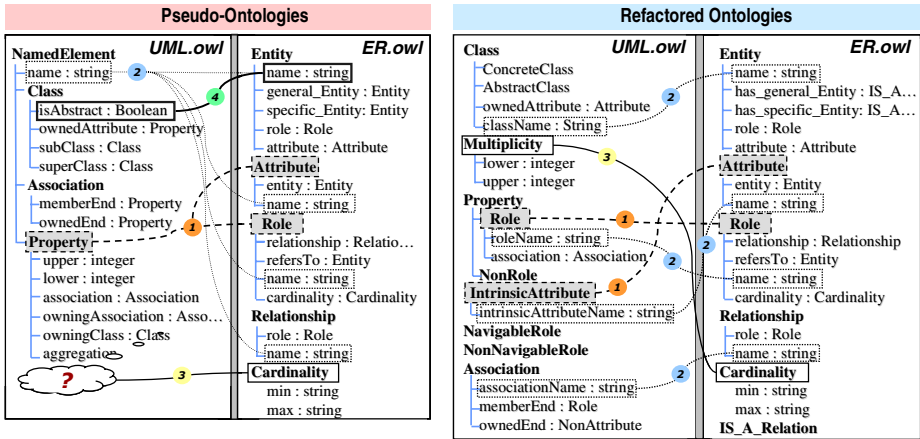 Pseudo-Ontologies
UML.owl
ER.owl
NamedElement
name : string
Class
isAbstract : Boolean
ownedAttribute : Property
subClass : Class
superClass : Class
Association
memberEnd : Property
ownedEnd : Property
Property
upper : integer
lower : integer
association : Association
owningAssociation : Asso…
owningClass : Class
aggregation
?
Entity
name : string
general_Entity : Entity
specific_Entity: Entity
role : Role
attribute : Attribute
Attribute
entity : Entity
name : string
Role
relationship : Relatio…
refersTo : Entity
name : string
cardinality : Cardinality
Relationship
role : Role
name : string
Cardinality
min : string
max : string
2
4
1
3
Refactored Ontologies
UML.owl
ER.owl
Class
ConcreteClass
AbstractClass
ownedAttribute : Attribute
className : String
Multiplicity
lower : integer
upper : integer
Property
Role
roleName : string
association : Association
NonRole
IntrinsicAttribute
intrinsicAttributeName : string
NavigableRole
NonNavigableRole
Association
associationName : string
memberEnd : Role
ownedEnd : NonAttribute
Entity
name : string
has_general_Entity : IS_A…
has_specific_Entity: IS_A…
role : Role
attribute : Attribute
Attribute
entity : Entity
name : string
Role
relationship : Relationship
refersTo : Entity
name : string
cardinality : Cardinality
Relationship
role : Role
name : string
Cardinality
min : string
max : string
IS_A_Relation
2
3
1
2
2
1
2